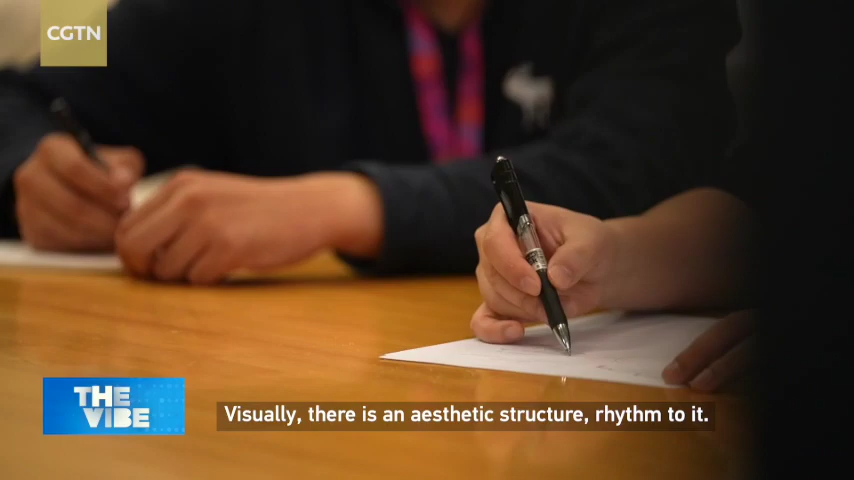 CGTN
THE
VIBE
Visually, there is an aesthetic structure, rhythm to it.